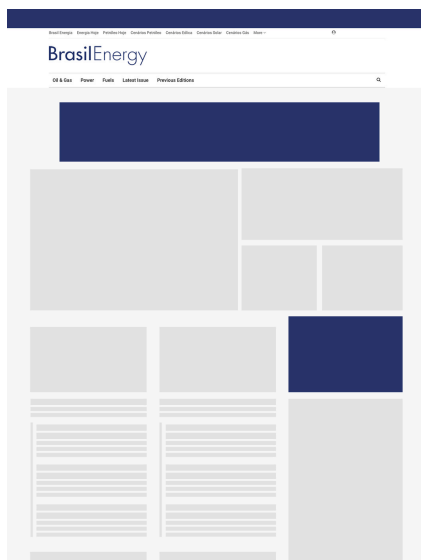 Brasil Energia Energia Hoje Petróleo Hoje Cenários Petróleo Cenários Eólica Cenários Solar Cenários Gás More
BrasilEnergy
Oil & Gas Power Fuels Latest Issue Previous Editions